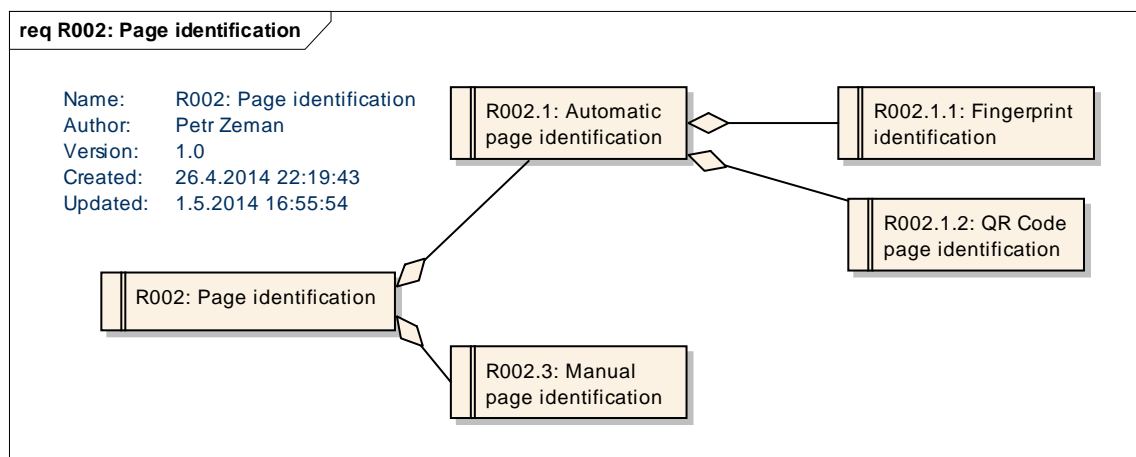 req R002: Page identification
Name: R002: Page identification
Author: Petr Zeman
Version: 1.0
Created: 26.4.2014 22:19:43
Updated: 1.5.2014 16:55:54
R002.1: Automatic
page identification
R002.1.1: Fingerprint
identification
R002.1.2: QR Code
page identification
R002: Page identification
R002.3: Manual
page identification